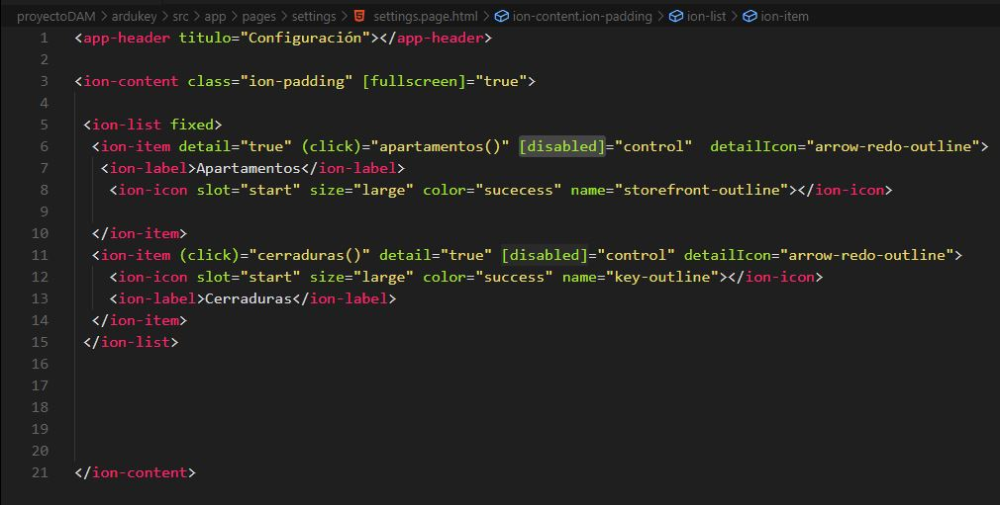 proyectoDAM > ardukey > src > app > pages > settings > settings.page.html > ion-content.ion-padding > ion-list > ion-item
1 <app-header titulo="Configuración"></app-header>
2
3 <ion-content class="ion-padding" [fullscreen]="true">
4
5 <ion-list fixed>
6 <ion-item detail="true" (click)="apartamentos()" [disabled]="control"  detailIcon="arrow-redo-outline">
7 <ion-label>Apartamentos</ion-label>
8 <ion-icon slot="start" size="large" color="sucecess" name="storefront-outline"></ion-icon>
9
10 </ion-item>
11 <ion-item (click)="cerraduras()" detail="true" [disabled]="control" detailIcon="arrow-redo-outline">
12 <ion-icon slot="start" size="large" color="success" name="key-outline"></ion-icon>
13 <ion-label>Cerraduras</ion-label>
14 </ion-item>
15 </ion-list>
16
17
18
19
20
21 </ion-content>